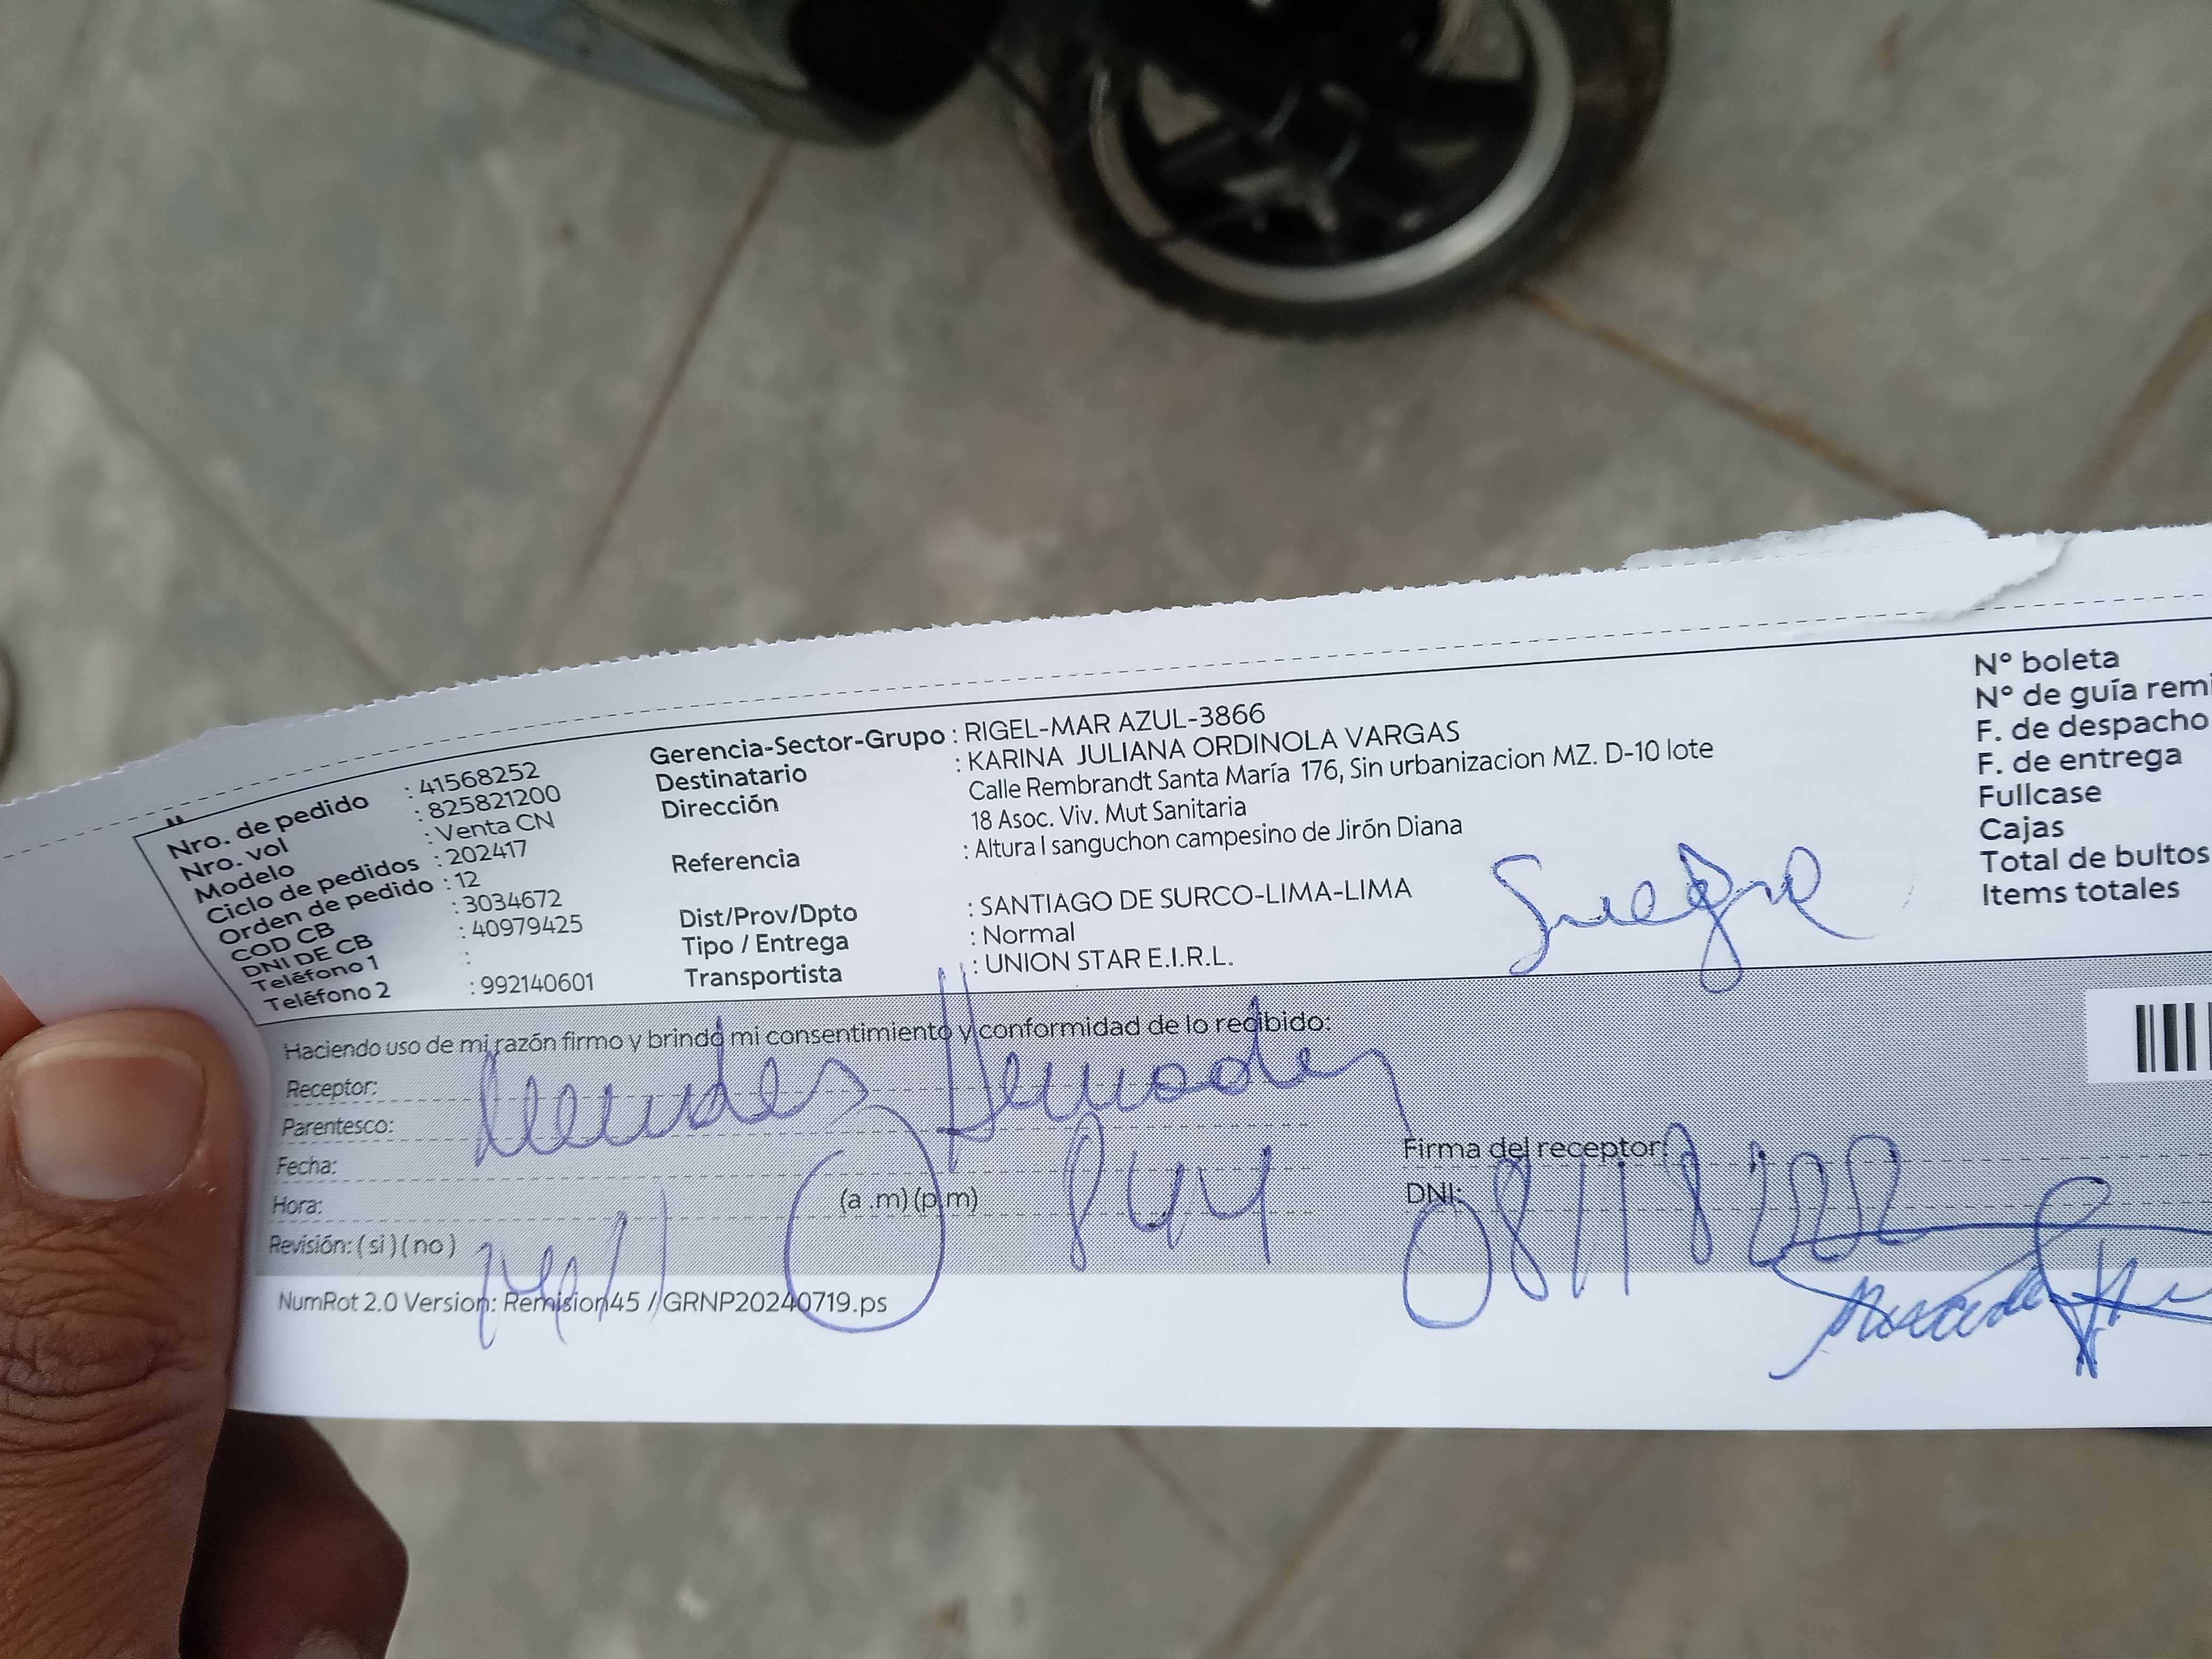 Nro. de pedido : 41568252
Nro. vol : 825821200
Modelo : Venta CN
Ciclo de pedidos : 202417
Orden de pedido : 12
COD CB : 3034672
DNI DE CB : 40979425
Teléfono 1 :
Teléfono 2 : 992140601
Gerencia-Sector-Grupo : RIGEL-MAR AZUL-3866
Destinatario : KARINA JULIANA ORDINOLA VARGAS
Dirección Calle Rembrandt Santa María 176, Sin urbanizacion MZ. D-10 lote
18 Asoc. Viv. Mut Sanitaria
Referencia : Altura l sanguchon campesino de Jirón Diana
Dist/Prov/Dpto : SANTIAGO DE SURCO-LIMA-LIMA
Tipo / Entrega : Normal
Transportista : UNION STAR E.I.R.L.
Suegra
N° boleta
N° de guía remi
F. de despacho
F. de entrega
Fullcase
Cajas
Total de bultos
Items totales
Haciendo uso de mi razón firmo y brindo mi consentimiento y conformidad de lo recibido:
Receptor:
Parentesco:
Fecha:
Hora: (a .m) (p.m)
Revisión: ( si ) ( no )
Firma del receptor:
DNI:
NumRot 2.0 Version: Remision45 / GRNP20240719.ps